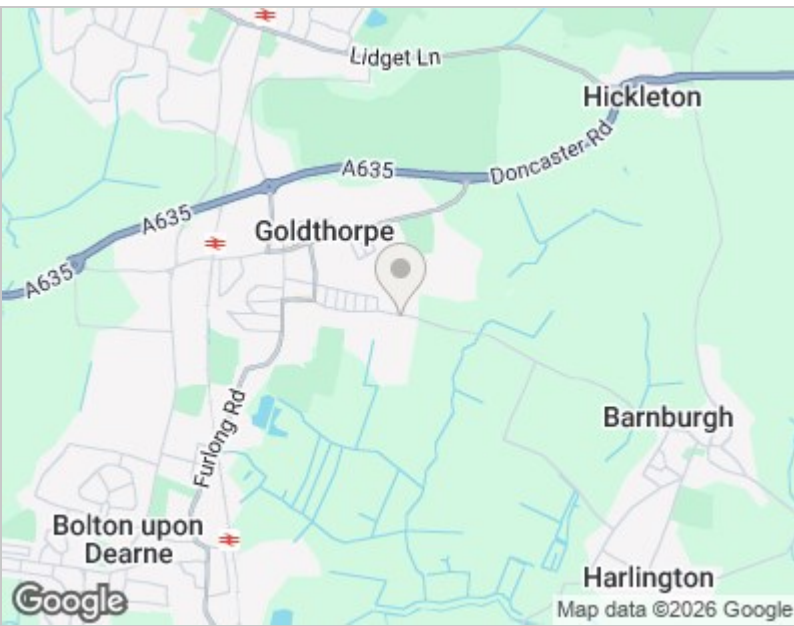 Lidget Ln
Hickleton
Doncaster Rd
A635
A635
Goldthorpe
A635
Furlong Rd
Barnburgh
Bolton upon
Dearne
Harlington
Google
Map data ©2026 Google